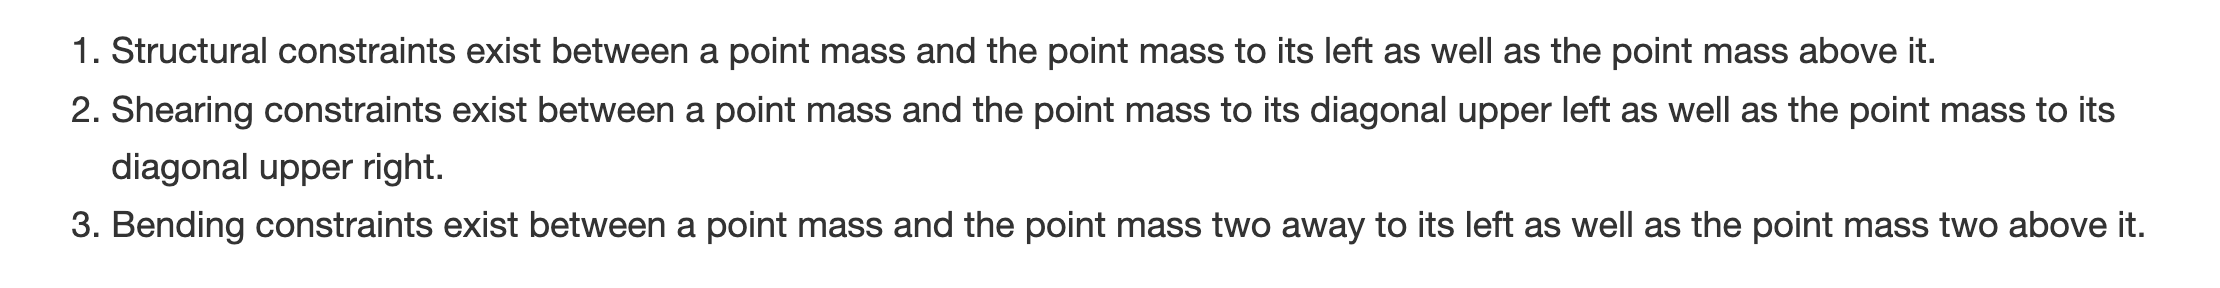 1. Structural constraints exist between a point mass and the point mass to its left as well as the point mass above it.
2. Shearing constraints exist between a point mass and the point mass to its diagonal upper left as well as the point mass to its
diagonal upper right.
3. Bending constraints exist between a point mass and the point mass two away to its left as well as the point mass two above it.